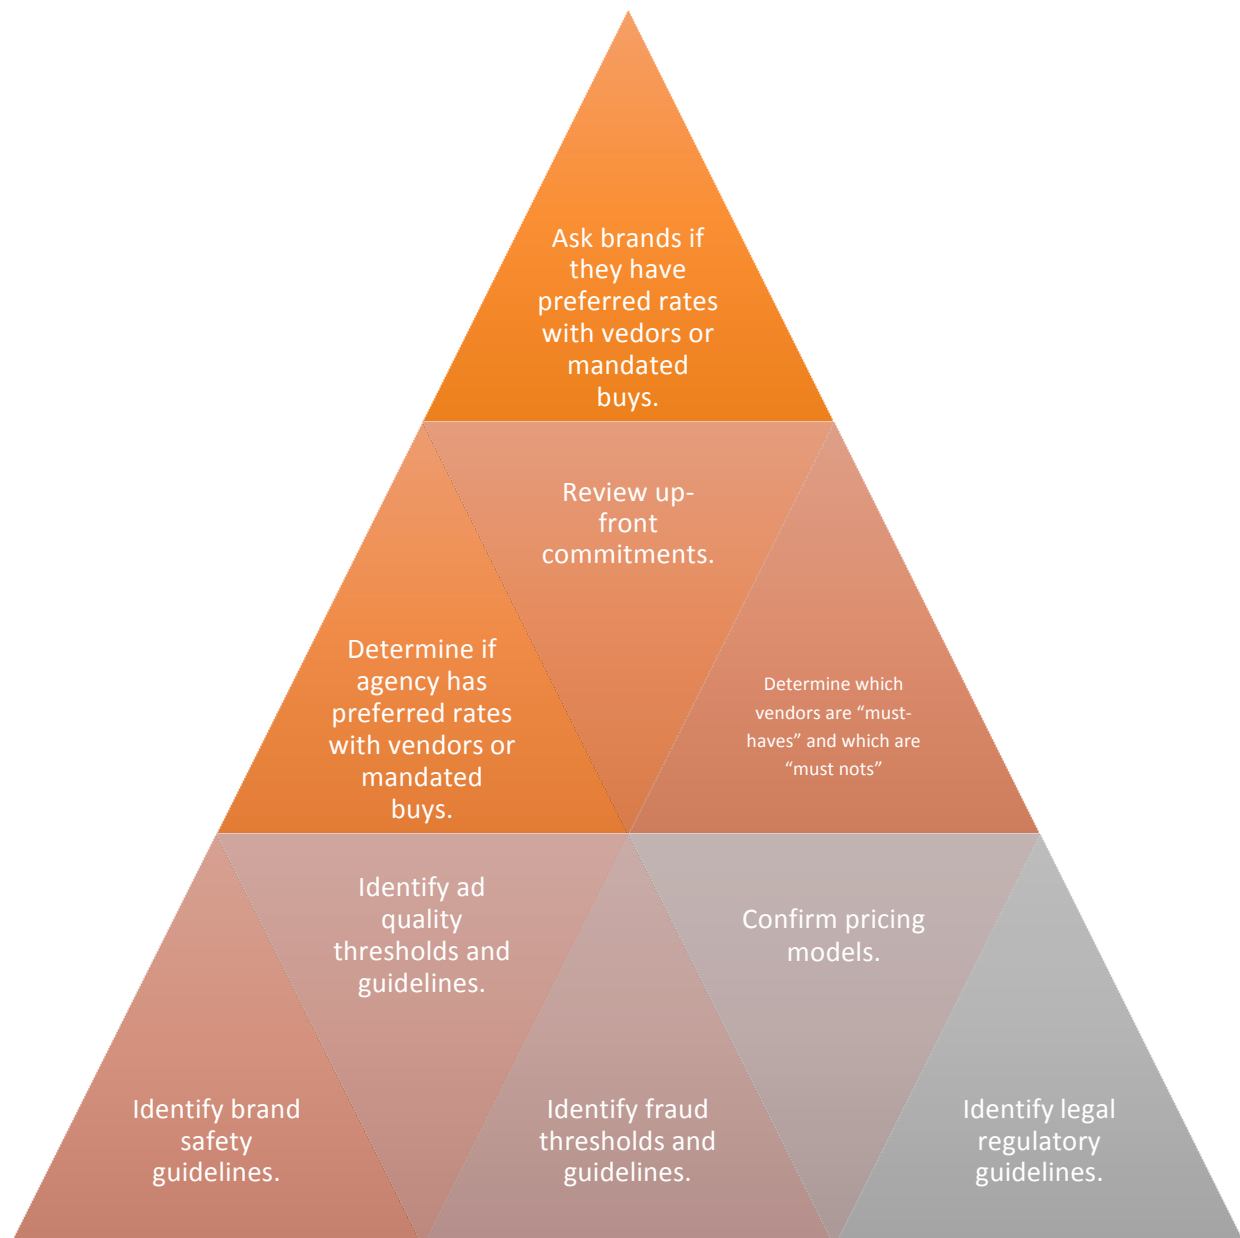 Ask brands if
they have
preferred rates
with vedors or
mandated
buys.
Review up-
front
commitments.
Determine if
agency has
preferred rates
with vendors or
mandated
buys.
Determine which
vendors are “must-
haves” and which are
“must nots”
Identify ad
quality
thresholds and
guidelines.
Confirm pricing
models.
Identify brand
safety
guidelines.
Identify fraud
thresholds and
guidelines.
Identify legal
regulatory
guidelines.